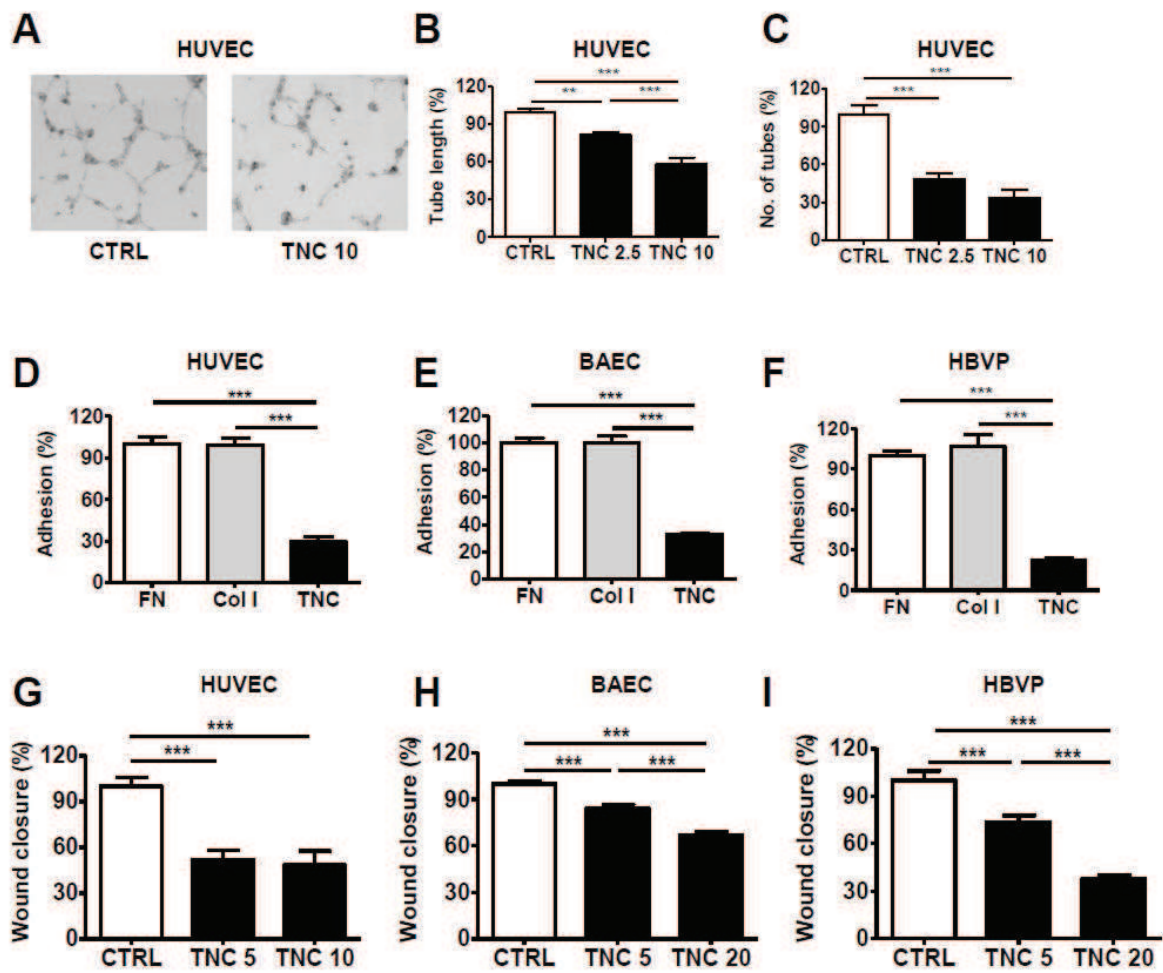 A
HUVEC
CTRL
TNC 10
B
HUVEC
Tube length (%)
120
90
60
30
0
***
** ***
CTRL TNC 2.5 TNC 10
C
HUVEC
No. of tubes (%)
120
90
60
30
0
***
***
CTRL TNC 2.5 TNC 10
D
HUVEC
Adhesion (%)
120
90
60
30
0
***
***
FN Col I TNC
E
BAEC
Adhesion (%)
120
100
80
60
40
20
0
***
***
FN Col I TNC
F
HBVP
Adhesion (%)
120
90
60
30
0
***
***
FN Col I TNC
G
HUVEC
Wound closure (%)
120
90
60
30
0
***
***
CTRL TNC 5 TNC 10
H
BAEC
Wound closure (%)
120
90
60
30
0
***
*** ***
CTRL TNC 5 TNC 20
I
HBVP
Wound closure (%)
120
90
60
30
0
***
*** ***
CTRL TNC 5 TNC 20